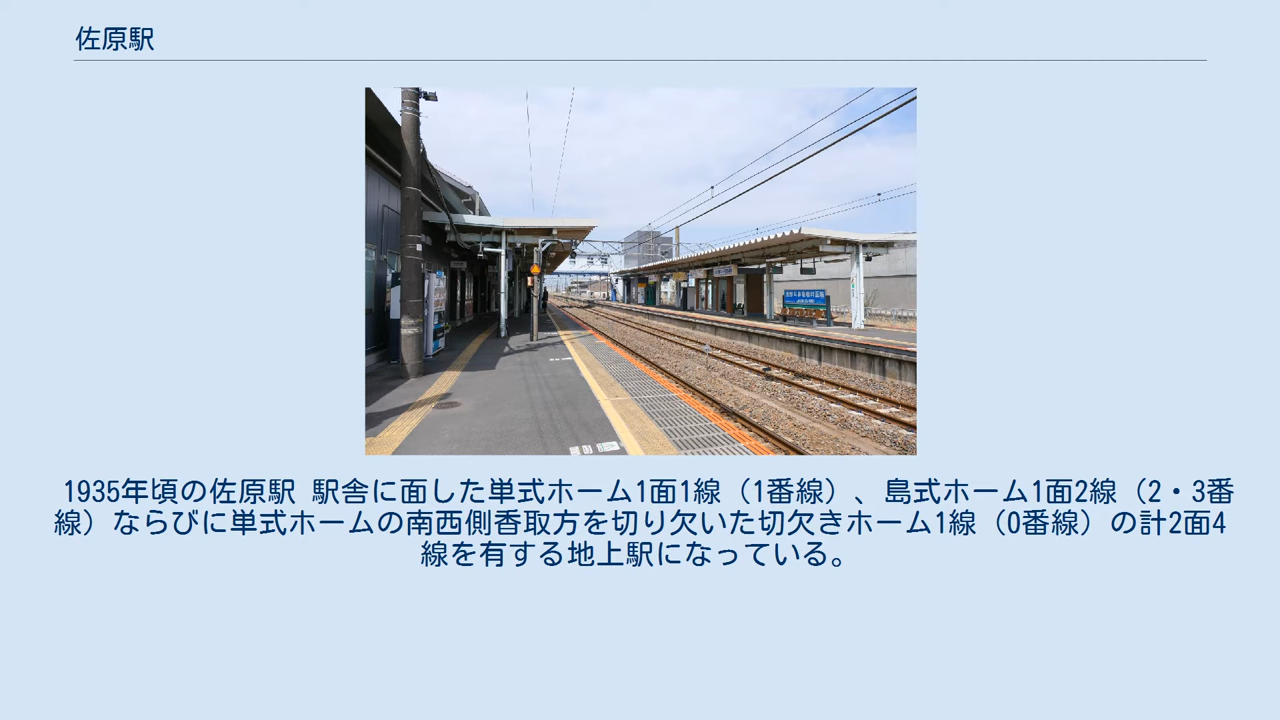 佐原駅
1935年頃の佐原駅 駅舎に面した単式ホーム1面1線（1番線）、島式ホーム1面2線（2・3番
線）ならびに単式ホームの南西側香取方を切り欠いた切欠きホーム1線（0番線）の計2面4
線を有する地上駅になっている。